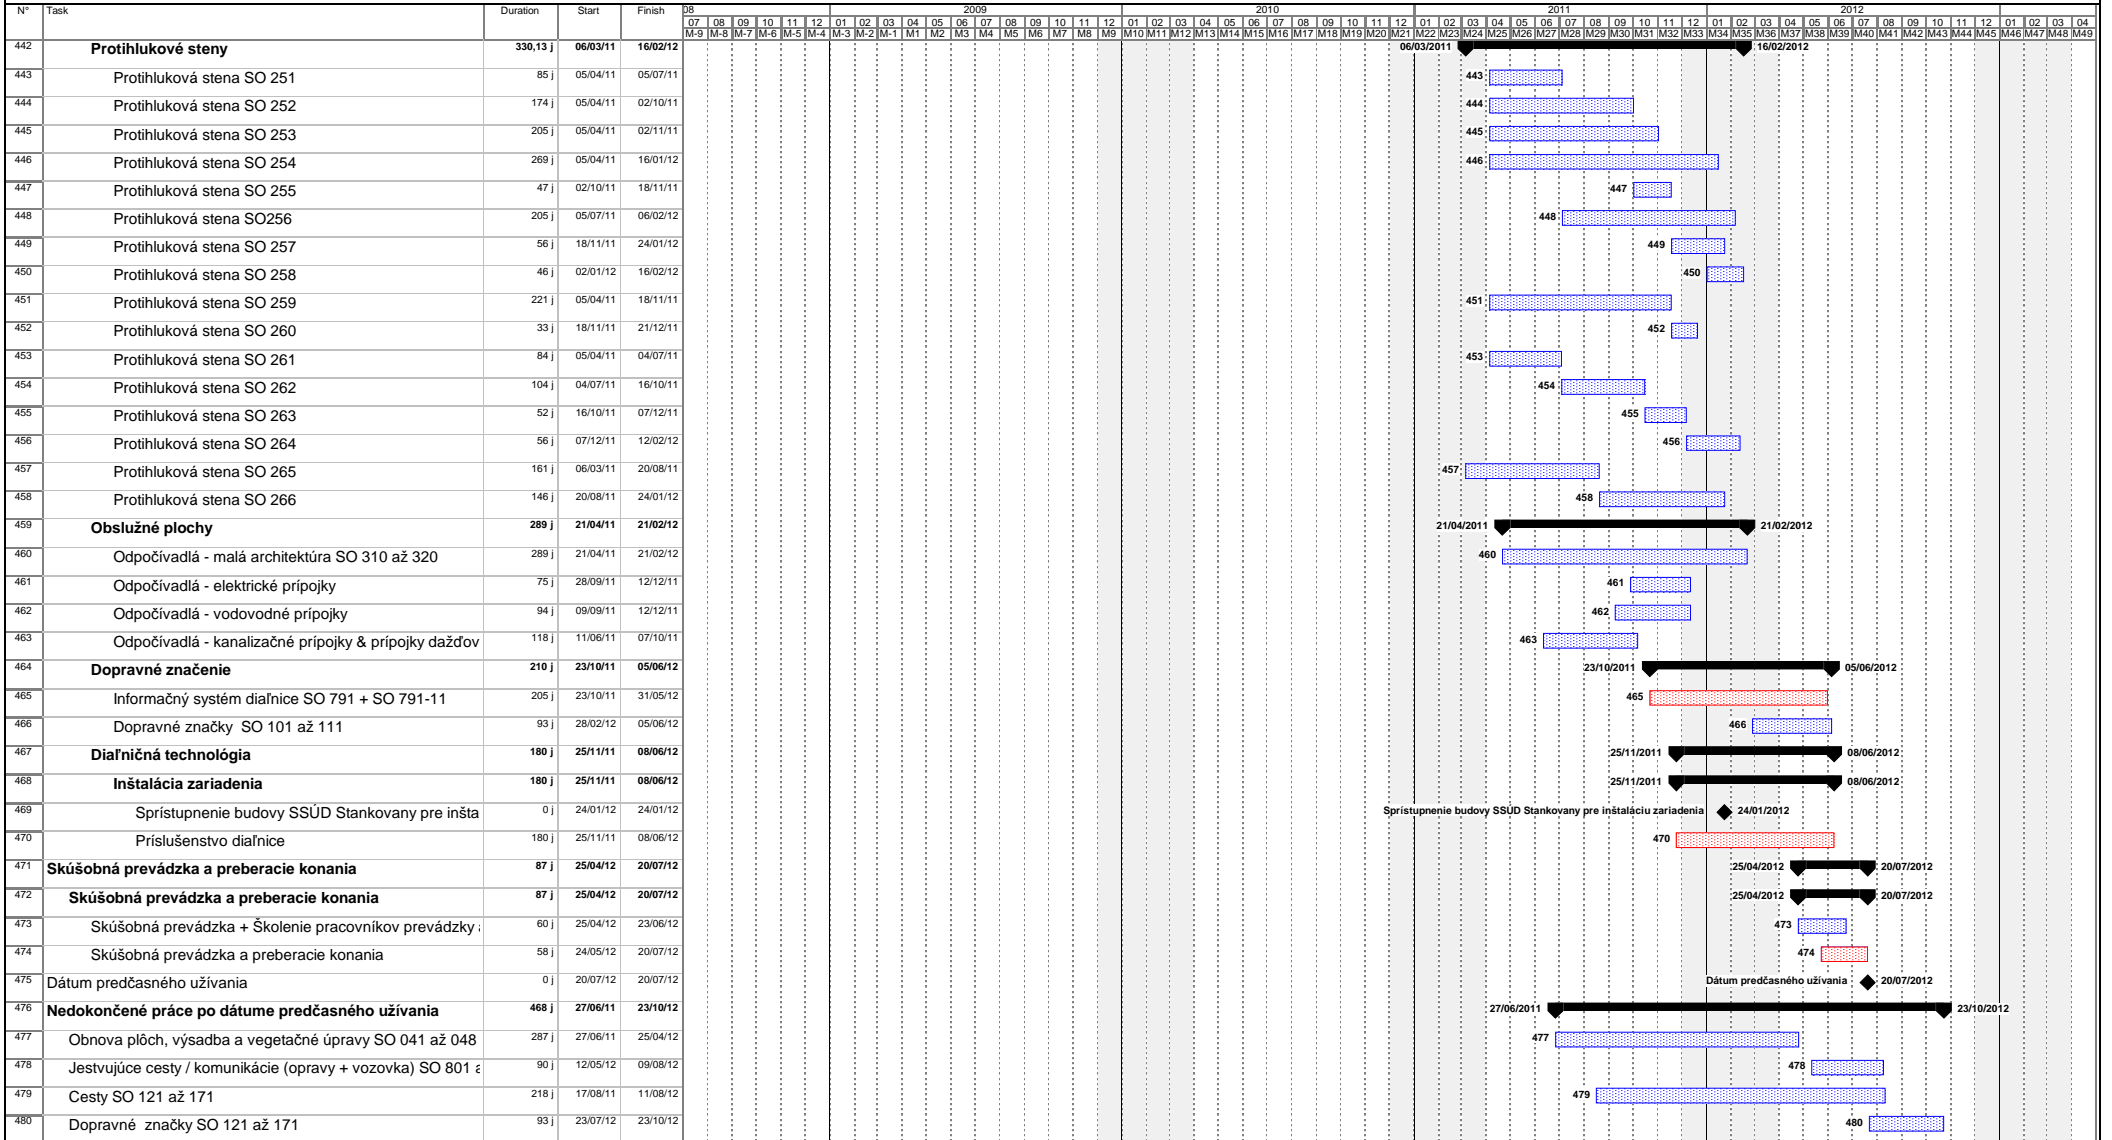 N° Task Duration Start Finish 08 2009 2010 2011 2012
07 08 09 10 11 12 01 02 03 04 05 06 07 08 09 10 11 12 01 02 03 04 05 06 07 08 09 10 11 12 01 02 03 04 05 06 07 08 09 10 11 12 01 02 03 04 05 06 07 08 09 10 11 12 01 02 03 04
M-9 M-8 M-7 M-6 M-5 M-4 M-3 M-2 M-1 M1 M2 M3 M4 M5 M6 M7 M8 M9 M10 M11 M12 M13 M14 M15 M16 M17 M18 M19 M20 M21 M22 M23 M24 M25 M26 M27 M28 M29 M30 M31 M32 M33 M34 M35 M36 M37 M38 M39 M40 M41 M42 M43 M44 M45 M46 M47 M48 M49
442 Protihlukové steny 330,13 j 06/03/11 16/02/12 06/03/2011 16/02/2012
443 Protihluková stena SO 251 85 j 05/04/11 05/07/11 443
444 Protihluková stena SO 252 174 j 05/04/11 02/10/11 444
445 Protihluková stena SO 253 205 j 05/04/11 02/11/11 445
446 Protihluková stena SO 254 269 j 05/04/11 16/01/12 446
447 Protihluková stena SO 255 47 j 02/10/11 18/11/11 447
448 Protihluková stena SO256 205 j 05/07/11 06/02/12 448
449 Protihluková stena SO 257 56 j 18/11/11 24/01/12 449
450 Protihluková stena SO 258 46 j 02/01/12 16/02/12 450
451 Protihluková stena SO 259 221 j 05/04/11 18/11/11 451
452 Protihluková stena SO 260 33 j 18/11/11 21/12/11 452
453 Protihluková stena SO 261 84 j 05/04/11 04/07/11 453
454 Protihluková stena SO 262 104 j 04/07/11 16/10/11 454
455 Protihluková stena SO 263 52 j 16/10/11 07/12/11 455
456 Protihluková stena SO 264 56 j 07/12/11 12/02/12 456
457 Protihluková stena SO 265 161 j 06/03/11 20/08/11 457
458 Protihluková stena SO 266 146 j 20/08/11 24/01/12 458
459 Obslužné plochy 289 j 21/04/11 21/02/12 21/04/2011 21/02/2012
460 Odpočívadlá - malá architektúra SO 310 až 320 289 j 21/04/11 21/02/12 460
461 Odpočívadlá - elektrické prípojky 75 j 28/09/11 12/12/11 461
462 Odpočívadlá - vodovodné prípojky 94 j 09/09/11 12/12/11 462
463 Odpočívadlá - kanalizačné prípojky & prípojky dažďov 118 j 11/06/11 07/10/11 463
464 Dopravné značenie 210 j 23/10/11 05/06/12 23/10/2011 05/06/2012
465 Informačný systém diaľnice SO 791 + SO 791-11 205 j 23/10/11 31/05/12 465
466 Dopravné značky SO 101 až 111 93 j 28/02/12 05/06/12 466
467 Diaľničná technológia 180 j 25/11/11 08/06/12 25/11/2011 08/06/2012
468 Inštalácia zariadenia 180 j 25/11/11 08/06/12 25/11/2011 08/06/2012
469 Sprístupnenie budovy SSÚD Stankovany pre inšta 0 j 24/01/12 24/01/12 Sprístupnenie budovy SSÚD Stankovany pre inštaláciu zariadenia 24/01/2012
470 Príslušenstvo diaľnice 180 j 25/11/11 08/06/12 470
471 Skúšobná prevádzka a preberacie konania 87 j 25/04/12 20/07/12 25/04/2012 20/07/2012
472 Skúšobná prevádzka a preberacie konania 87 j 25/04/12 20/07/12 25/04/2012 20/07/2012
473 Skúšobná prevádzka + Školenie pracovníkov prevádzky 60 j 25/04/12 23/06/12 473
474 Skúšobná prevádzka a preberacie konania 58 j 24/05/12 20/07/12 474
475 Dátum predčasného užívania 0 j 20/07/12 20/07/12 Dátum predčasného užívania 20/07/2012
476 Nedokončené práce po dátume predčasného užívania 468 j 27/06/11 23/10/12 27/06/2011 23/10/2012
477 Obnova plôch, výsadba a vegetačné úpravy SO 041 až 048 287 j 27/06/11 25/04/12 477
478 Jestvujúce cesty / komunikácie (opravy + vozovka) SO 801 90 j 12/05/12 09/08/12 478
479 Cesty SO 121 až 171 218 j 17/08/11 11/08/12 479
480 Dopravné značky SO 121 až 171 93 j 23/07/12 23/10/12 480